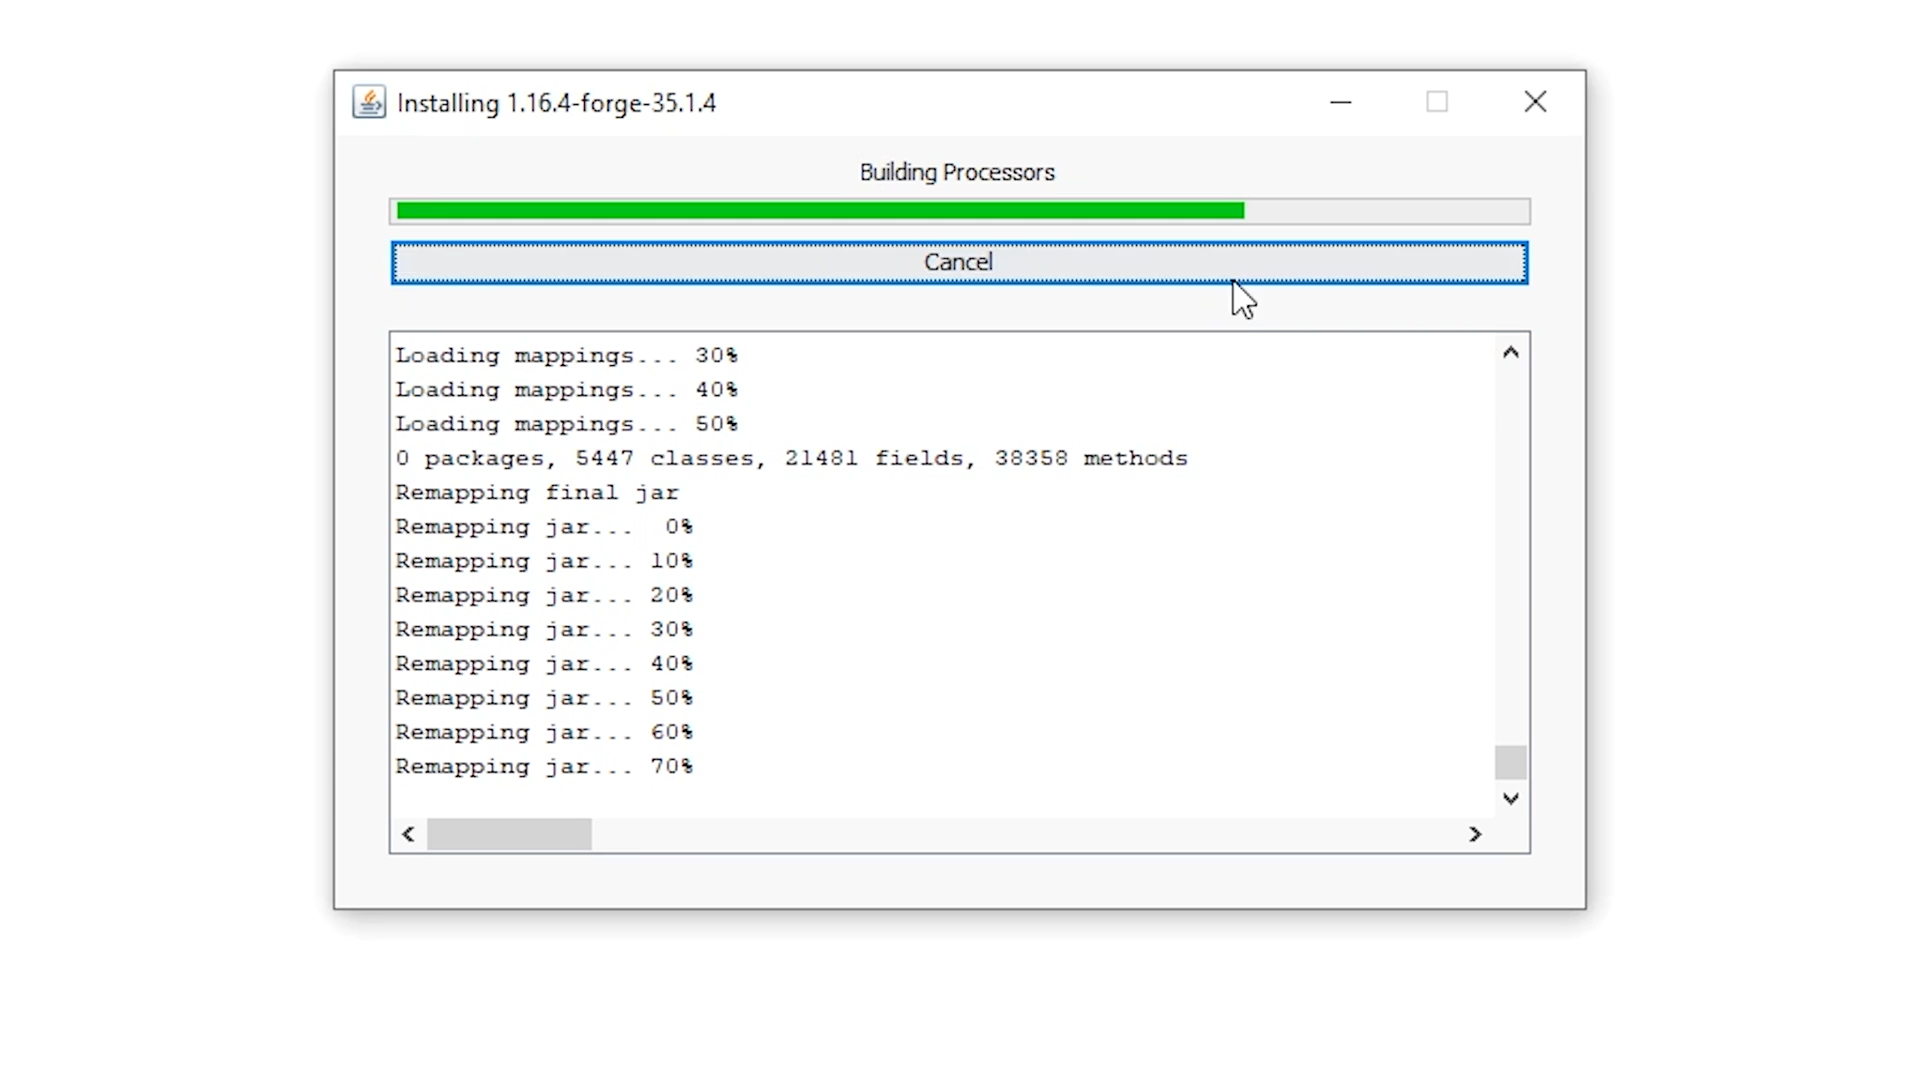 Installing 1.16.4-forge-35.1.4
Building Processors
Cancel
Loading mappings... 30%
Loading mappings... 40%
Loading mappings... 50%
0 packages, 5447 classes, 21481 fields, 38358 methods
Remapping final jar
Remapping jar...  0%
Remapping jar... 10%
Remapping jar... 20%
Remapping jar... 30%
Remapping jar... 40%
Remapping jar... 50%
Remapping jar... 60%
Remapping jar... 70%